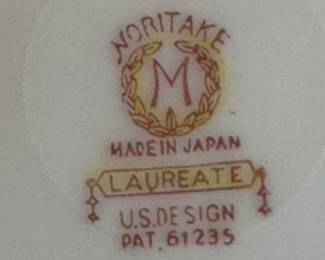 NORITAKE
M
MADE IN JAPAN
LAUREATE
U.S. DESIGN
PAT. 61235